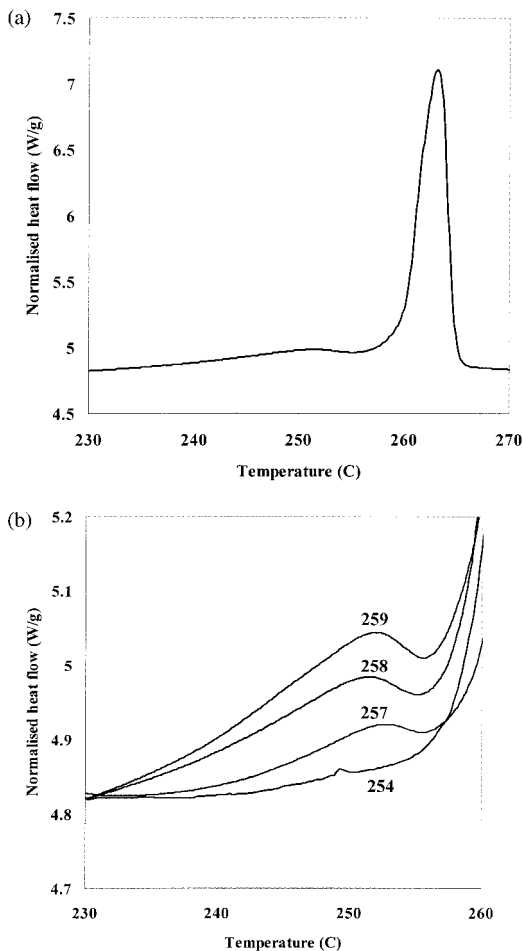 (a)
7.5
7
6.5
6
5.5
5
4.5
Normalised heat flow (W/g)
230 240 250 260 270
Temperature (C)
(b)
5.2
5.1
5
4.9
4.8
4.7
Normalised heat flow (W/g)
259
258
257
254
230 240 250 260
Temperature (C)